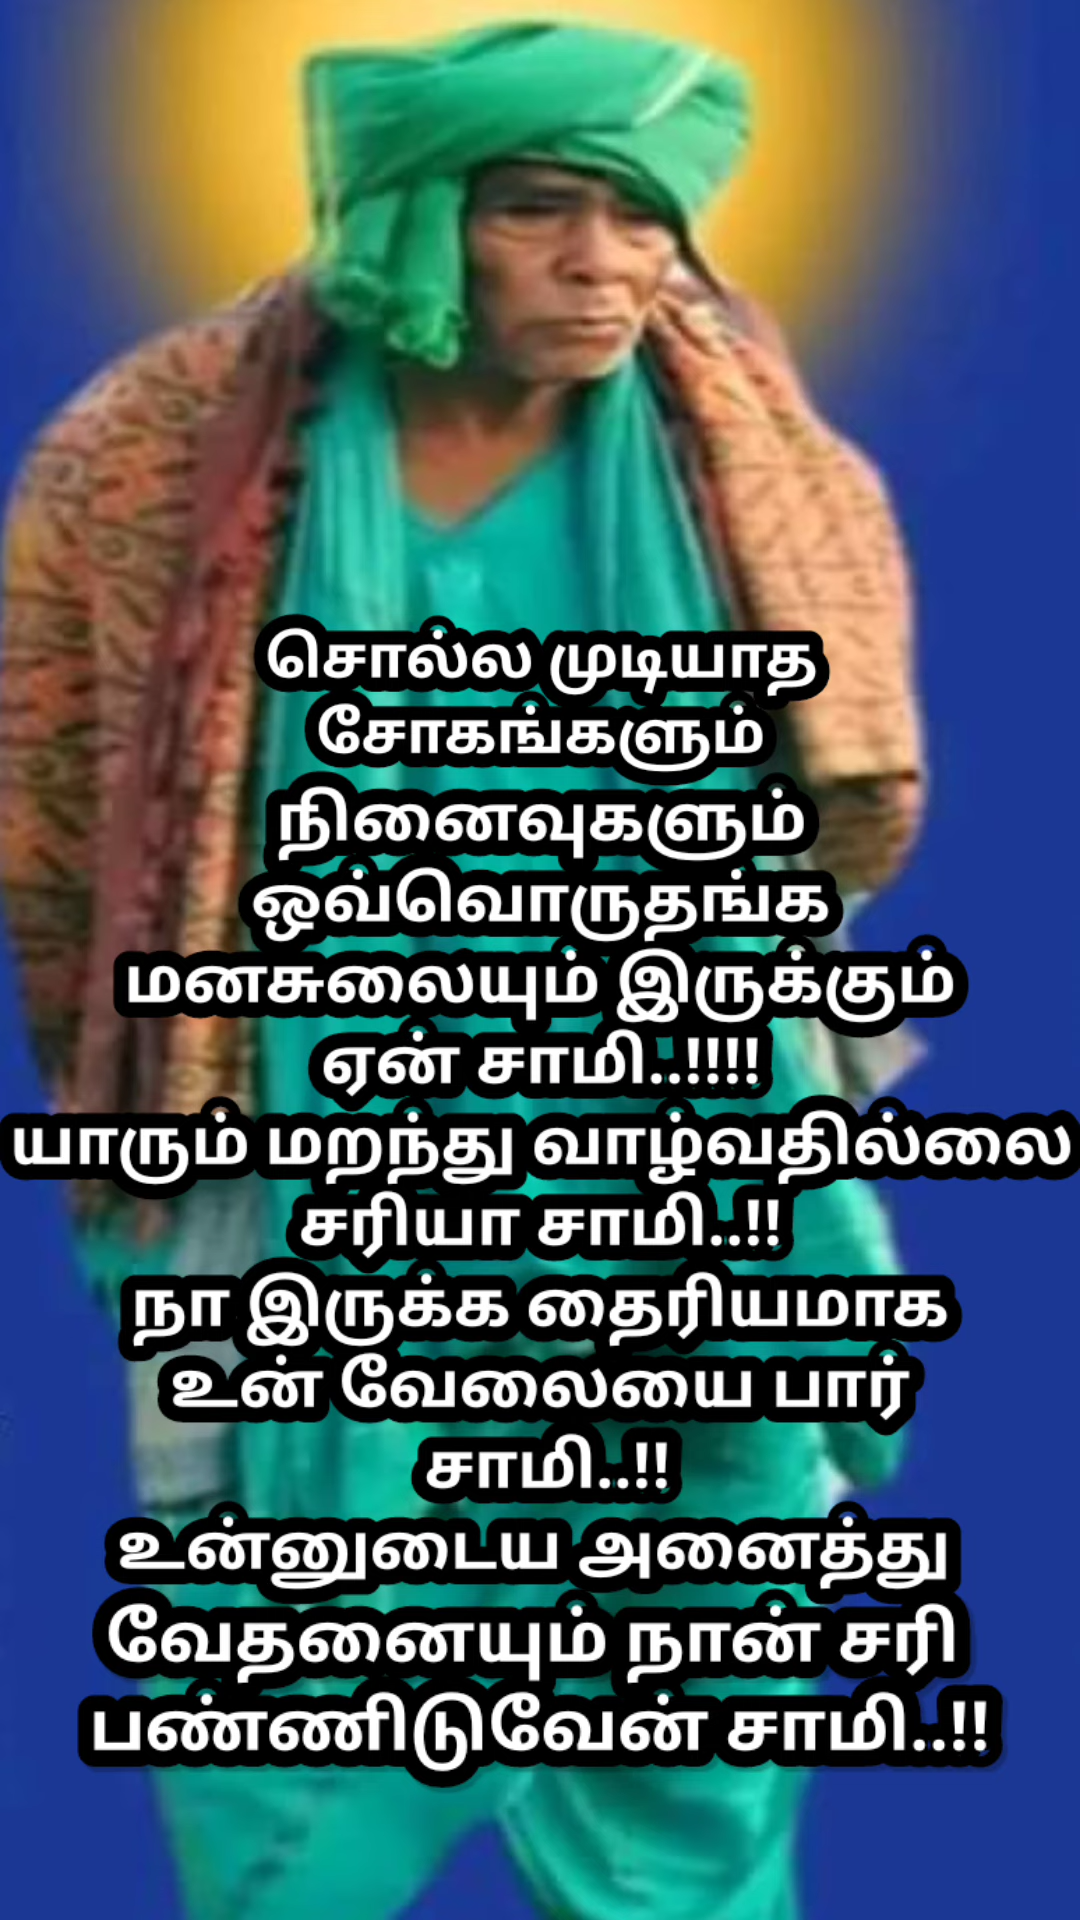 சொல்ல முடியாத
சோகங்களும்
நினைவுகளும்
ஒவ்வொருதங்க
மனசுலையும் இருக்கும்
ஏன் சாமி..!!!!
யாரும் மறந்து வாழ்வதில்லை
சரியா சாமி..!!
நா இருக்க தைரியமாக
உன் வேலையை பார்
சாமி..!!
உன்னுடைய அனைத்து
வேதனையும் நான் சரி
பண்ணிடுவேன் சாமி..!!